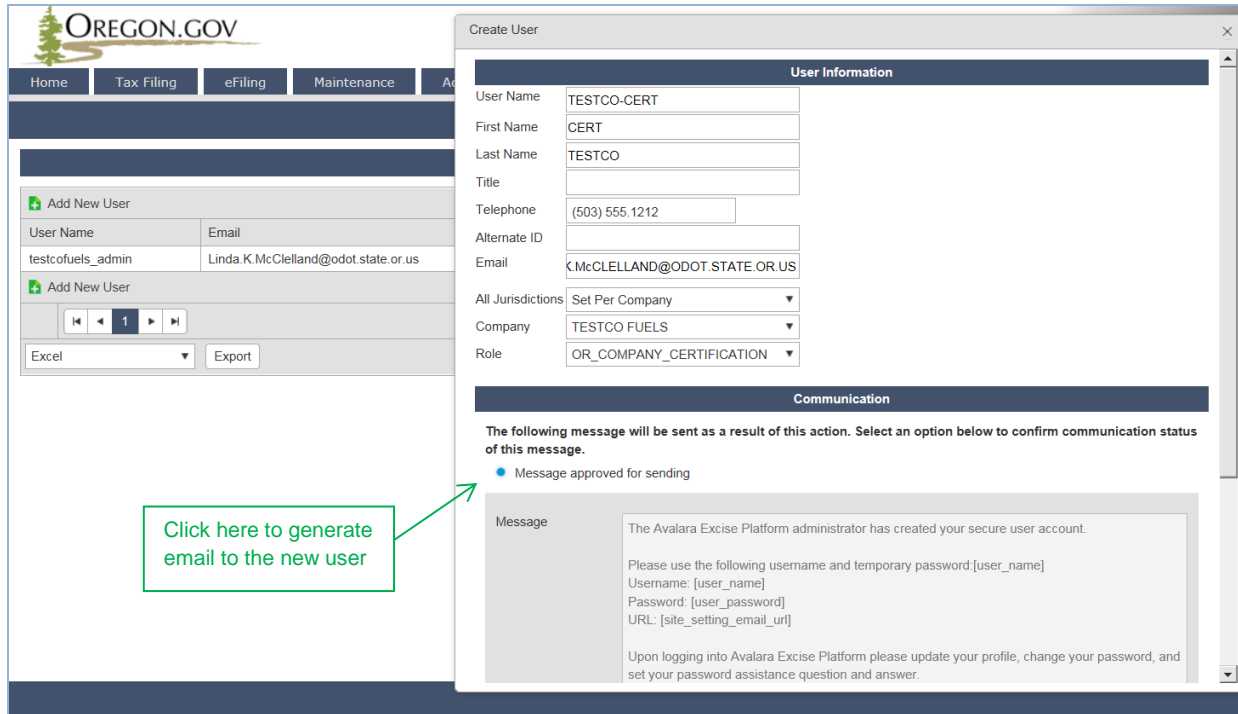 OREGON.GOV
Home Tax Filing eFiling Maintenance
Add New User
User Name Email
testcofuels_admin Linda.K.McClelland@odot.state.or.us
Add New User
1
Excel Export
Create User
User Information
User Name TESTCO-CERT
First Name CERT
Last Name TESTCO
Title
Telephone (503) 555.1212
Alternate ID
Email .McCLELLAND@ODOT.STATE.OR.US
All Jurisdictions Set Per Company
Company TESTCO FUELS
Role OR_COMPANY_CERTIFICATION
Communication
The following message will be sent as a result of this action. Select an option below to confirm communication status
of this message.
Message approved for sending
Click here to generate
email to the new user
Message
The Avalara Excise Platform administrator has created your secure user account.
Please use the following username and temporary password:[user_name]
Username: [user_name]
Password: [user_password]
URL: [site_setting_email_url]
Upon logging into Avalara Excise Platform please update your profile, change your password, and
set your password assistance question and answer.